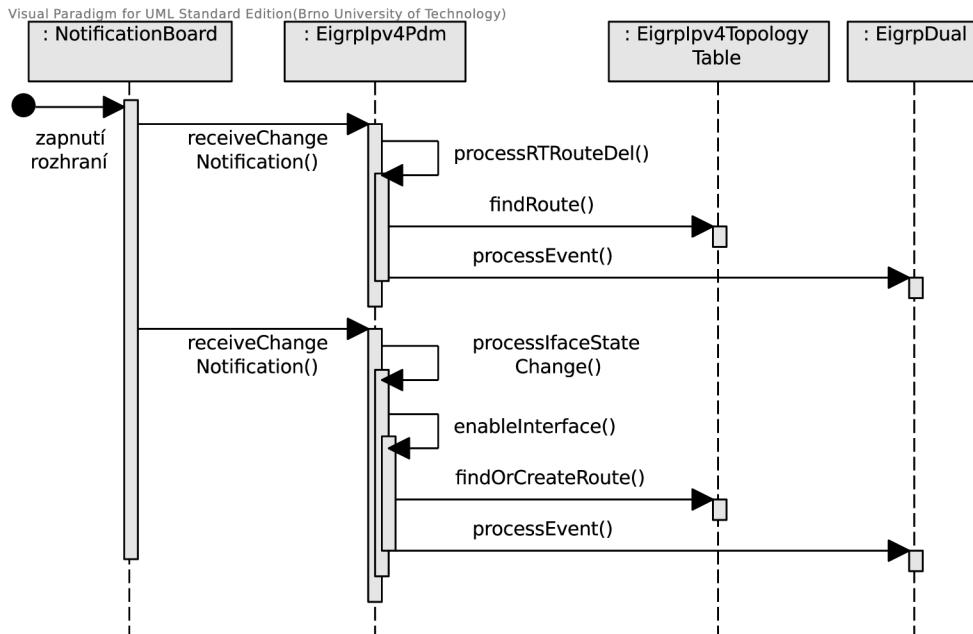 Visual Paradigm for UML Standard Edition(Brno University of Technology)
: NotificationBoard
: EigrpIpv4Pdm
: EigrpIpv4Topology
Table
: EigrpDual
zapnutí
rozhraní
receiveChange
Notification()
processRTRouteDel()
findRoute()
processEvent()
receiveChange
Notification()
processIfaceState
Change()
enableInterface()
findOrCreateRoute()
processEvent()